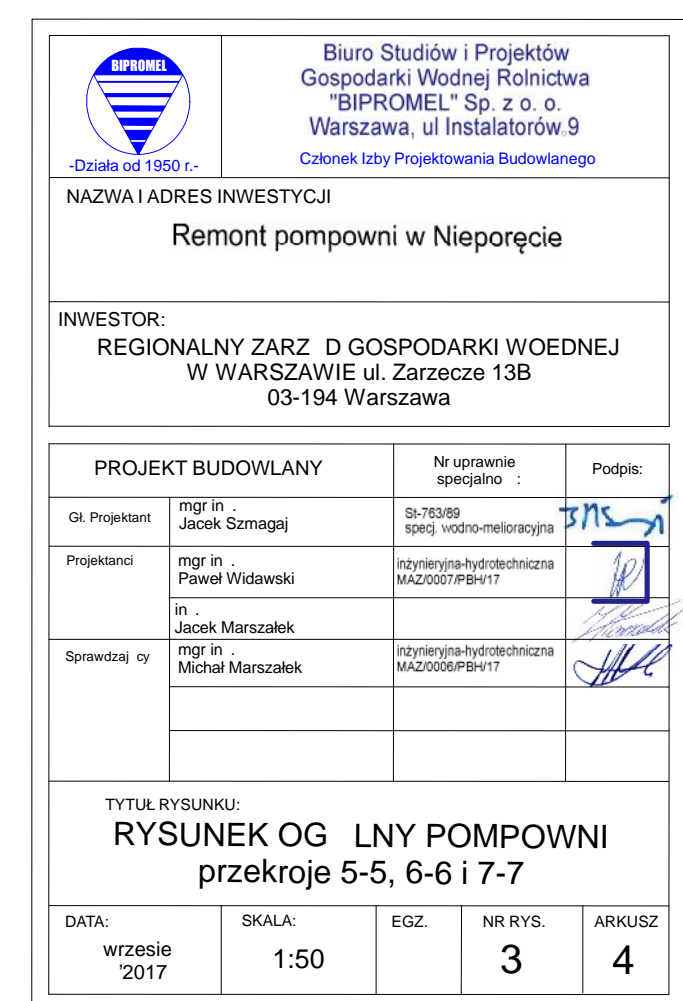 BIPROMEL
-Działa od 1950 r.-
Biuro Studiów i Projektów
Gospodarki Wodnej Rolnictwa
"BIPROMEL" Sp. z o. o.
Warszawa, ul Instalatorów 9
Członek Izby Projektowania Budowlanego
NAZWA I ADRES INWESTYCJI
Remont pompowni w Nieporęcie
INWESTOR:
REGIONALNY ZARZ D GOSPODARKI WOEDNEJ
W WARSZAWIE ul. Zarzecze 13B
03-194 Warszawa
PROJEKT BUDOWLANY
Nr uprawnie
specjalno :
Podpis:
Gł. Projektant
mgr in .
Jacek Szmagaj
St-763/89
specj. wodno-melioracyjna
Projektanci
mgr in .
Paweł Widawski
inżynieryjna-hydrotechniczna
MAZ/0007/PBH/17
in .
Jacek Marszałek
Sprawdzaj cy
mgr in .
Michał Marszałek
inżynieryjna-hydrotechniczna
MAZ/0006/PBH/17
TYTUŁ RYSUNKU:
RYSUNEK OG LNY POMPOWNI
przekroje 5-5, 6-6 i 7-7
DATA:
wrzesie
'2017
SKALA:
1:50
EGZ.
NR RYS.
3
ARKUSZ
4